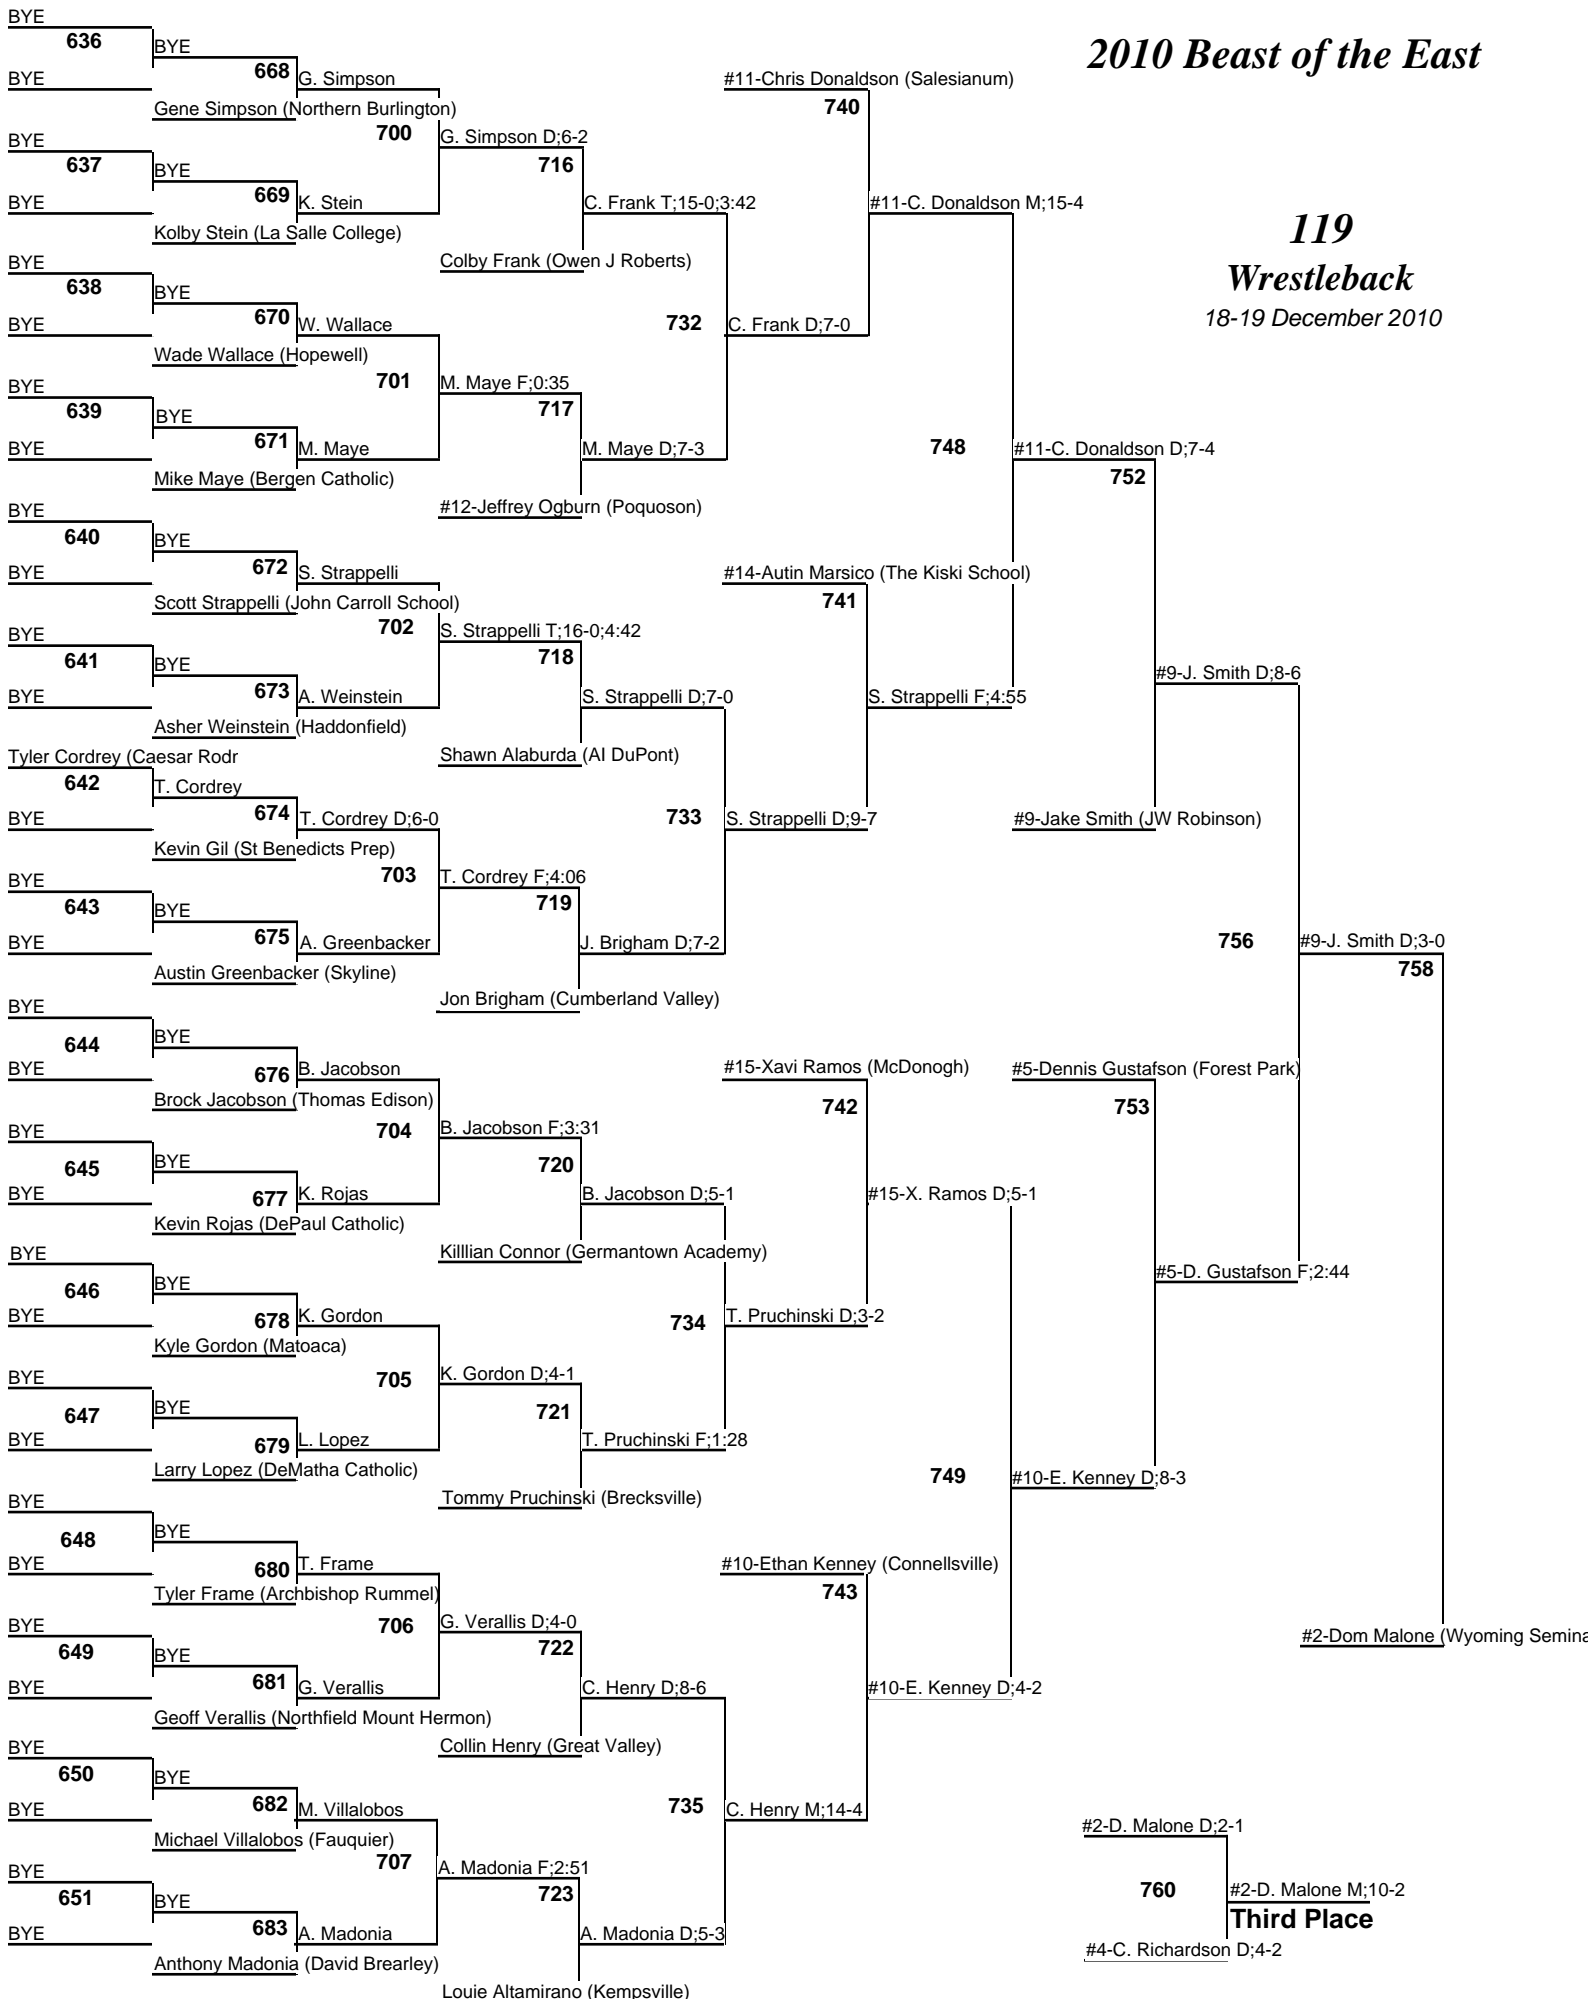 BYE
636
BYE
BYE
668
G. Simpson
Gene Simpson (Northern Burlington)
700
BYE
637
BYE
BYE
669
K. Stein
Kolby Stein (La Salle College)
G. Simpson D;6-2
716
C. Frank T;15-0;3:42
Colby Frank (Owen J Roberts)
BYE
638
BYE
BYE
670
W. Wallace
Wade Wallace (Hopewell)
701
BYE
639
BYE
BYE
671
M. Maye
Mike Maye (Bergen Catholic)
M. Maye F;0:35
717
M. Maye D;7-3
#12-Jeffrey Ogburn (Poquoson)
732
C. Frank D;7-0
#11-Chris Donaldson (Salesianum)
740
#11-C. Donaldson M;15-4
2010 Beast of the East
119
Wrestleback
18-19 December 2010
BYE
640
BYE
BYE
672
S. Strappelli
Scott Strappelli (John Carroll School)
702
BYE
641
BYE
BYE
673
A. Weinstein
Asher Weinstein (Haddonfield)
S. Strappelli T;16-0;4:42
718
S. Strappelli D;7-0
Shawn Alaburda (AI DuPont)
Tyler Cordrey (Caesar Rodr
642
T. Cordrey
BYE
674
T. Cordrey D;6-0
Kevin Gil (St Benedicts Prep)
703
BYE
643
BYE
BYE
675
A. Greenbacker
Austin Greenbacker (Skyline)
T. Cordrey F;4:06
719
J. Brigham D;7-2
Jon Brigham (Cumberland Valley)
733
S. Strappelli D;9-7
#14-Autin Marsico (The Kiski School)
741
S. Strappelli F;4:55
748
#11-C. Donaldson D;7-4
752
#9-J. Smith D;8-6
#9-Jake Smith (JW Robinson)
BYE
644
BYE
BYE
676
B. Jacobson
Brock Jacobson (Thomas Edison)
704
BYE
645
BYE
BYE
677
K. Rojas
Kevin Rojas (DePaul Catholic)
B. Jacobson F;3:31
720
B. Jacobson D;5-1
Killlian Connor (Germantown Academy)
BYE
646
BYE
BYE
678
K. Gordon
Kyle Gordon (Matoaca)
705
BYE
647
BYE
BYE
679
L. Lopez
Larry Lopez (DeMatha Catholic)
K. Gordon D;4-1
721
T. Pruchinski F;1:28
Tommy Pruchinski (Brecksville)
734
T. Pruchinski D;3-2
#15-Xavi Ramos (McDonogh)
742
#15-X. Ramos D;5-1
BYE
648
BYE
BYE
680
T. Frame
Tyler Frame (Archbishop Rummel)
706
BYE
649
BYE
BYE
681
G. Verallis
Geoff Verallis (Northfield Mount Hermon)
G. Verallis D;4-0
722
C. Henry D;8-6
Collin Henry (Great Valley)
BYE
650
BYE
BYE
682
M. Villalobos
Michael Villalobos (Fauquier)
707
BYE
651
BYE
BYE
683
A. Madonia
Anthony Madonia (David Brearley)
A. Madonia F;2:51
723
A. Madonia D;5-3
Louie Altamirano (Kempsville)
735
C. Henry M;14-4
#10-Ethan Kenney (Connellsville)
743
#10-E. Kenney D;4-2
749
#10-E. Kenney D;8-3
#5-Dennis Gustafson (Forest Park)
753
#5-D. Gustafson F;2:44
756
#9-J. Smith D;3-0
758
#2-Dom Malone (Wyoming Semina
#2-D. Malone D;2-1
760
#2-D. Malone M;10-2
Third Place
#4-C. Richardson D;4-2